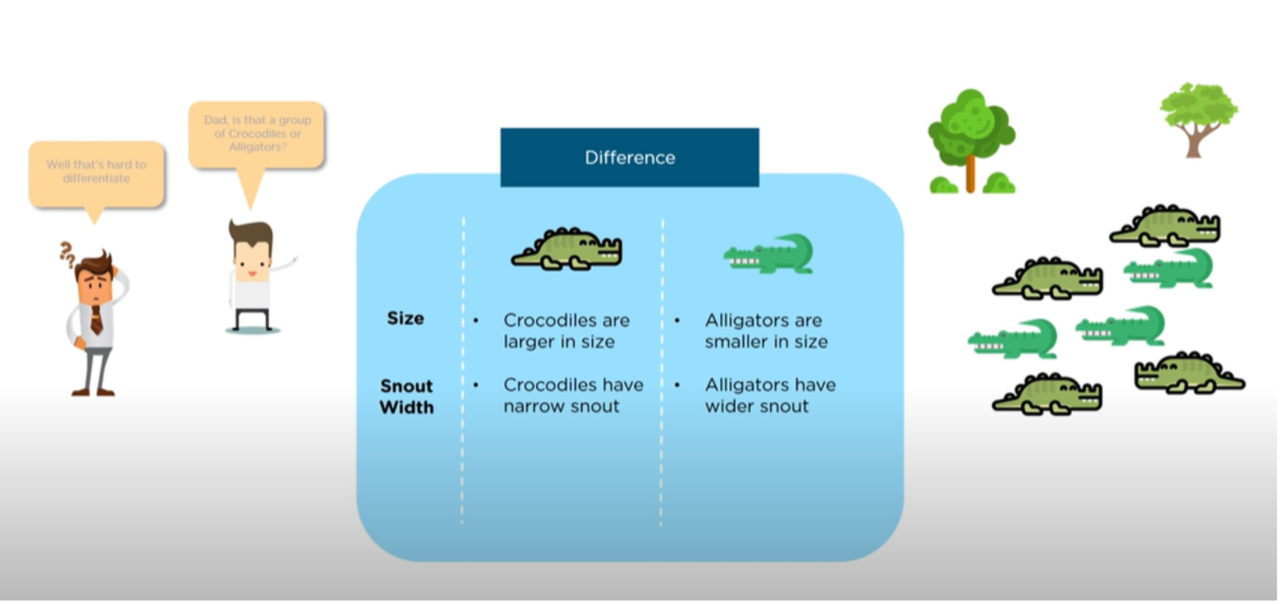 Dad, is that a group
of Crocodiles or
Alligators?
Well that's hard to
differentiate
? ?
?
Difference
Size
• Crocodiles are
larger in size
• Alligators are
smaller in size
Snout
Width
• Crocodiles have
narrow snout
• Alligators have
wider snout